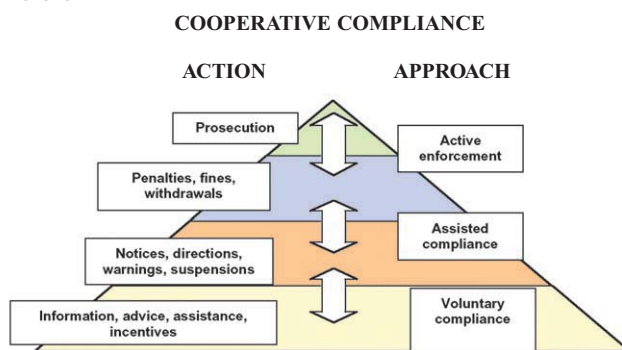 COOPERATIVE COMPLIANCE
ACTION APPROACH
Prosecution
Active
enforcement
Penalties, fines,
withdrawals
Assisted
compliance
Notices, directions,
warnings, suspensions
Voluntary
compliance
Information, advice, assistance,
incentives